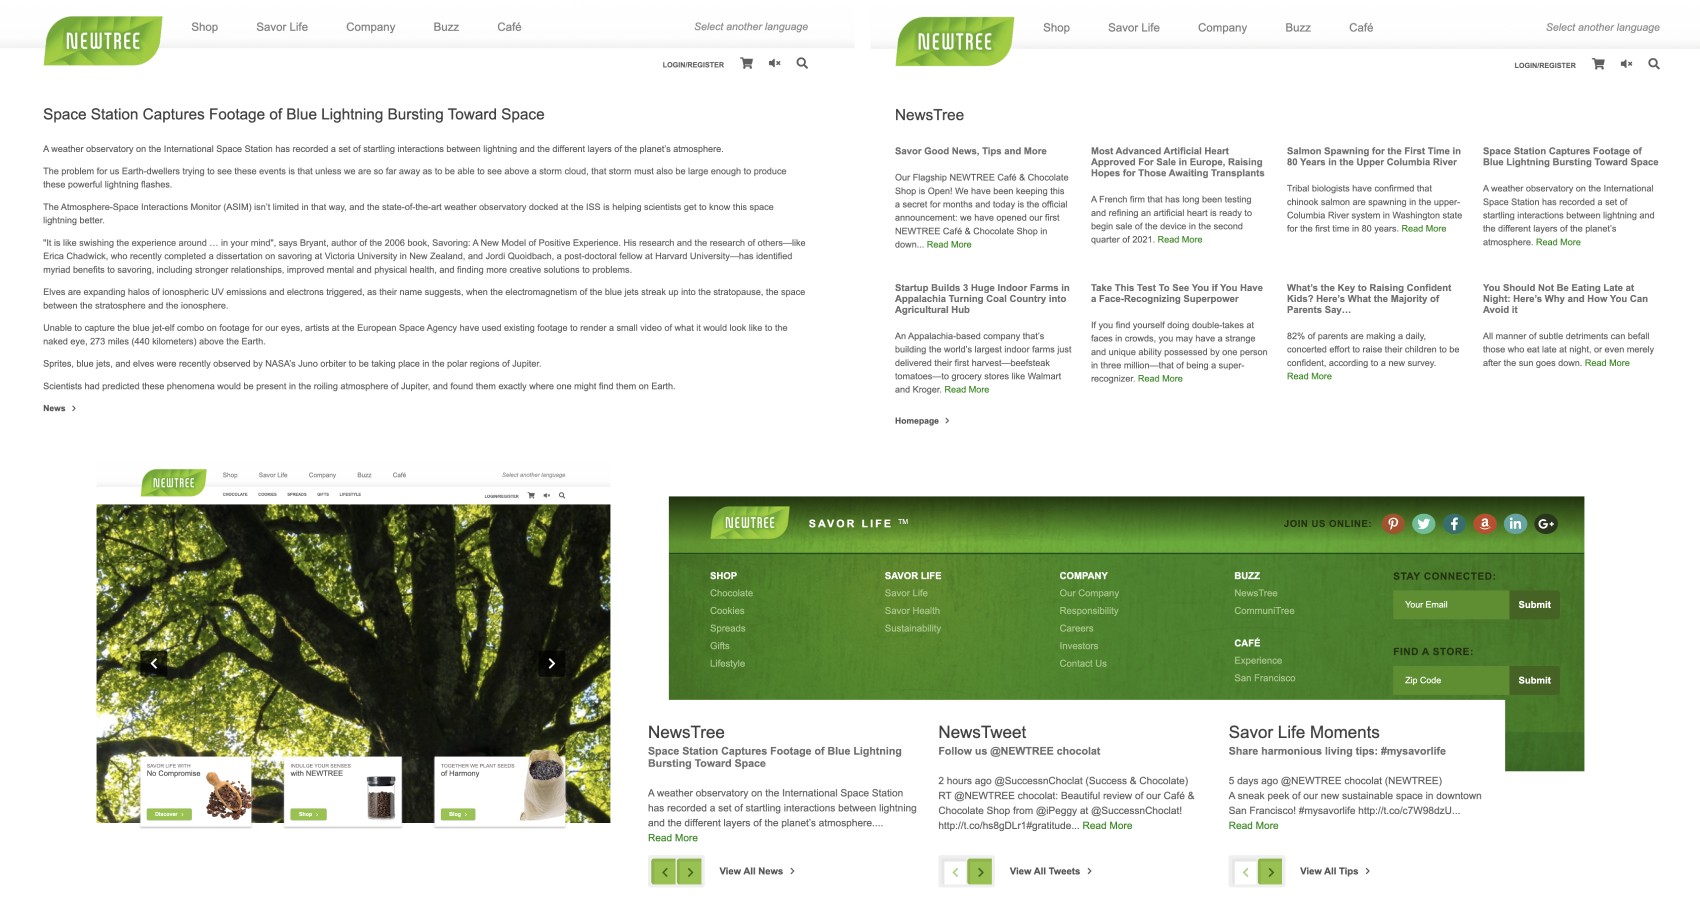 NEWTREE
Shop Savor Life Company Buzz Café Select another language
LOGIN/REGISTER
Space Station Captures Footage of Blue Lightning Bursting Toward Space
A weather observatory on the International Space Station has recorded a set of startling interactions between lightning and the different layers of the planet's atmosphere.
The problem for us Earth-dwellers trying to see these events is that unless we are so far away as to be able to see above a storm cloud, that storm must also be large enough to produce
these powerful lightning flashes.
The Atmosphere-Space Interactions Monitor (ASIM) isn't limited in that way, and the state-of-the-art weather observatory docked at the ISS is helping scientists get to know this space
lightning better.
"It is like swishing the experience around … in your mind", says Bryant, author of the 2006 book, Savoring: A New Model of Positive Experience. His research and the research of others—like
Erica Chadwick, who recently completed a dissertation on savoring at Victoria University in New Zealand, and Jordi Quoidbach, a post-doctoral fellow at Harvard University—has identified
myriad benefits to savoring, including stronger relationships, improved mental and physical health, and finding more creative solutions to problems.
Elves are expanding halos of ionospheric UV emissions and electrons triggered, as their name suggests, when the electromagnetism of the blue jets streak up into the stratopause, the space
between the stratosphere and the ionosphere.
Unable to capture the blue jet-elf combo on footage for our eyes, artists at the European Space Agency have used existing footage to render a small video of what it would look like to the
naked eye, 273 miles (440 kilometers) above the Earth.
Sprites, blue jets, and elves were recently observed by NASA's Juno orbiter to be taking place in the polar regions of Jupiter.
Scientists had predicted these phenomena would be present in the roiling atmosphere of Jupiter, and found them exactly where one might find them on Earth.
News >
NEWTREE
Shop Savor Life Company Buzz Café Select another language
LOGIN/REGISTER
NewsTree
Savor Good News, Tips and More
Our Flagship NEWTREE Café & Chocolate
Shop is Open! We have been keeping this
a secret for months and today is the official
announcement: we have opened our first
NEWTREE Café & Chocolate Shop in
down... Read More
Most Advanced Artificial Heart
Approved For Sale in Europe, Raising
Hopes for Those Awaiting Transplants
A French firm that has long been testing
and refining an artificial heart is ready to
begin sale of the device in the second
quarter of 2021. Read More
Salmon Spawning for the First Time in
80 Years in the Upper Columbia River
Tribal biologists have confirmed that
chinook salmon are spawning in the upper-
Columbia River system in Washington state
for the first time in 80 years. Read More
Space Station Captures Footage of
Blue Lightning Bursting Toward Space
A weather observatory on the International
Space Station has recorded a set of
startling interactions between lightning and
the different layers of the planet's
atmosphere. Read More
Startup Builds 3 Huge Indoor Farms in
Appalachia Turning Coal Country into
Agricultural Hub
An Appalachia-based company that's
building the world's largest indoor farms just
delivered their first harvest—beefsteak
tomatoes—to grocery stores like Walmart
and Kroger. Read More
Take This Test To See You if You Have
a Face-Recognizing Superpower
If you find yourself doing double-takes at
faces in crowds, you may have a strange
and unique ability possessed by one person
in three million—that of being a super-
recognizer. Read More
What's the Key to Raising Confident
Kids? Here's What the Majority of
Parents Say…
82% of parents are making a daily,
concerted effort to raise their children to be
confident, according to a new survey.
Read More
You Should Not Be Eating Late at
Night: Here's Why and How You Can
Avoid it
All manner of subtle detriments can befall
those who eat late at night, or even merely
after the sun goes down. Read More
Homepage >
NEWTREE
Shop Savor Life Company Buzz Café Select another language
CHOCOLATE COOKIES SPREADS GIFTS LIFESTYLE LOGIN/REGISTER
SAVOR LIFE WITH
No Compromise
Discover >
INDULGE YOUR SENSES
with NEWTREE
Shop >
TOGETHER WE PLANT SEEDS
of Harmony
Blog >
NEWTREE SAVOR LIFE ™ JOIN US ONLINE:
SHOP
Chocolate
Cookies
Spreads
Gifts
Lifestyle
SAVOR LIFE
Savor Life
Savor Health
Sustainability
COMPANY
Our Company
Responsibility
Careers
Investors
Contact Us
BUZZ
NewsTree
CommuniTree
CAFÉ
Experience
San Francisco
STAY CONNECTED:
Your Email Submit
FIND A STORE:
Zip Code Submit
NewsTree
Space Station Captures Footage of Blue Lightning
Bursting Toward Space
A weather observatory on the International Space Station
has recorded a set of startling interactions between lightning
and the different layers of the planet's atmosphere....
Read More
View All News >
NewsTweet
Follow us @NEWTREE chocolat
2 hours ago @SuccessnChoclat (Success & Chocolate)
RT @NEWTREE chocolat: Beautiful review of our Café &
Chocolate Shop from @iPeggy at @SuccessnChoclat!
http://t.co/hs8gDLr1#gratitude... Read More
View All Tweets >
Savor Life Moments
Share harmonious living tips: #mysavorlife
5 days ago @NEWTREE chocolat (NEWTREE)
A sneak peek of our new sustainable space in downtown
San Francisco! #mysavorlife http://t.co/c7W98dzU...
Read More
View All Tips >